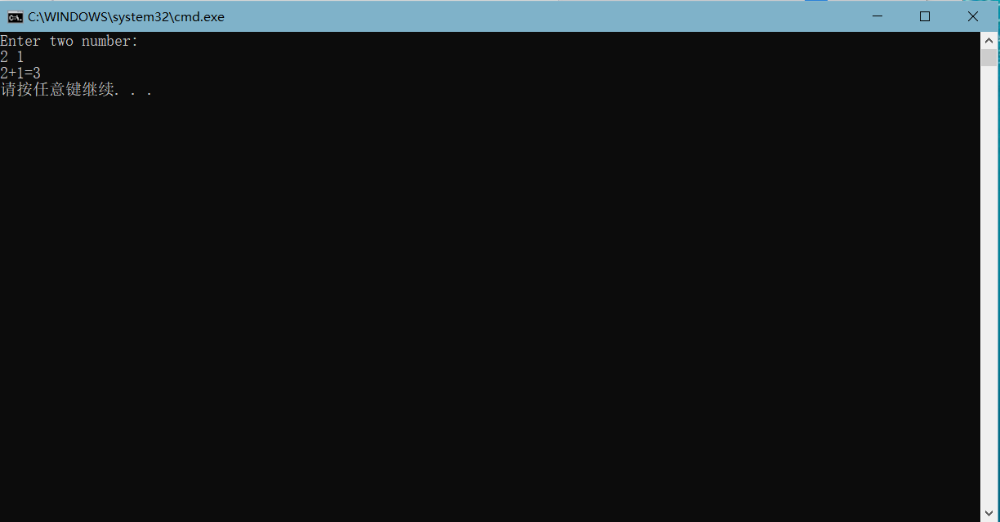 C:\WINDOWS\system32\cmd.exe
Enter two number:
2 1
2+1=3
请按任意键继续. . .